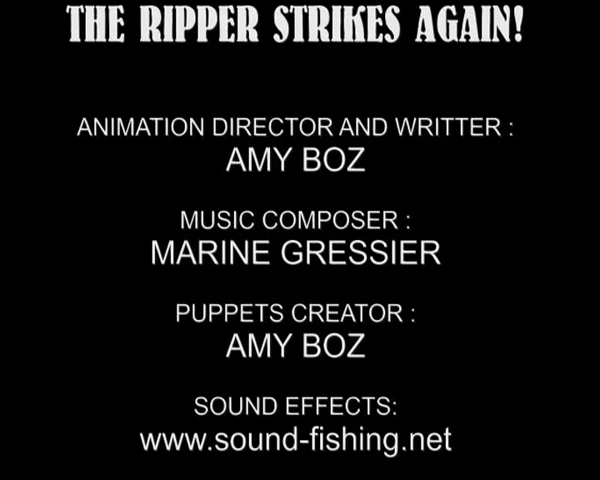 THE RIPPER STRIKES AGAIN!
ANIMATION DIRECTOR AND WRITTER :
AMY BOZ
MUSIC COMPOSER :
MARINE GRESSIER
PUPPETS CREATOR :
AMY BOZ
SOUND EFFECTS:
www.sound-fishing.net